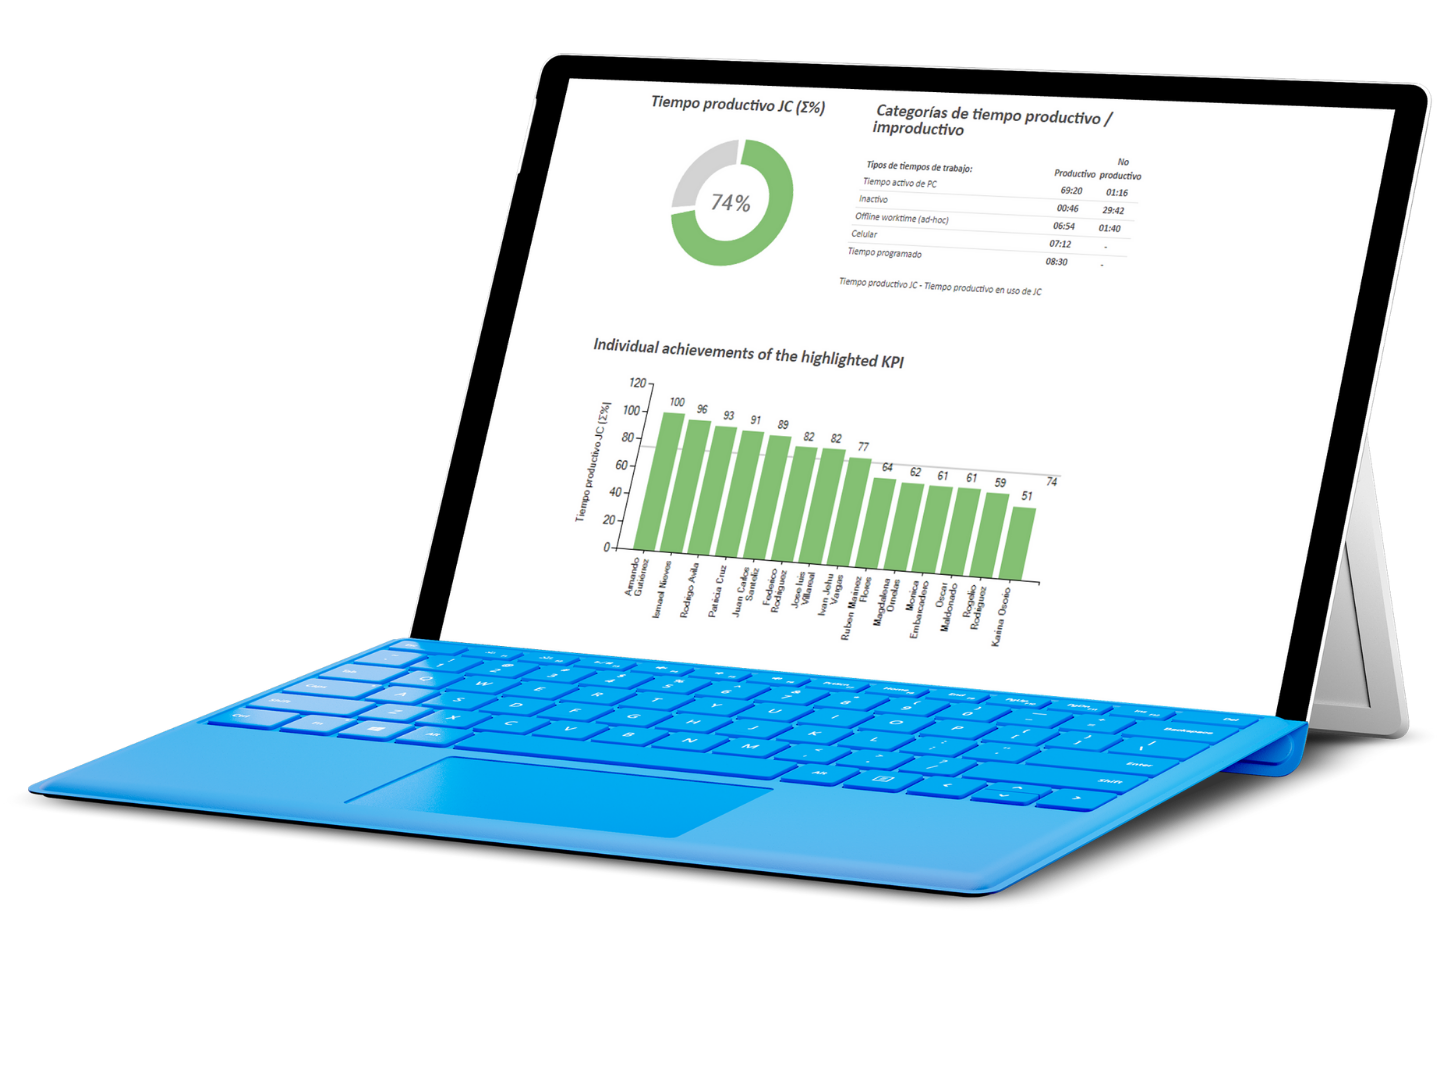 Tiempo productivo JC (Σ%)
74%
Categorías de tiempo productivo /
improductivo
No
Tipos de tiempos de trabajo: Productivo productivo
Tiempo activo de PC 69:20 01:16
Inactivo 00:46 29:42
Offline worktime (ad-hoc) 06:54 01:40
Celular 07:12 -
Tiempo programado 08:30 -
Tiempo productivo JC - Tiempo productivo en uso de JC
Individual achievements of the highlighted KPI
Tiempo productivo JC [Σ%]
120
100
80
60
40
20
0
100 96 93 91 89 82 82 77 64 62 61 61 59 51
74
Armando
Gutiérrez
Ismael Nieves
Rodrigo Avila
Patricia Cruz
Juan Carlos
Federico
Rodriguez
Jose luis
Villareal
Ivan Jehu
Vargas
Ruben
Flores
Magdalena
Ornelas
Monica
Embarcadero
Oscar
Maldonado
Rogelio
Rodriguez
Karina Osorio
Q W E R T Y U I O P
A S D F G H J K L
Enter
Z X C V B N M
Shift